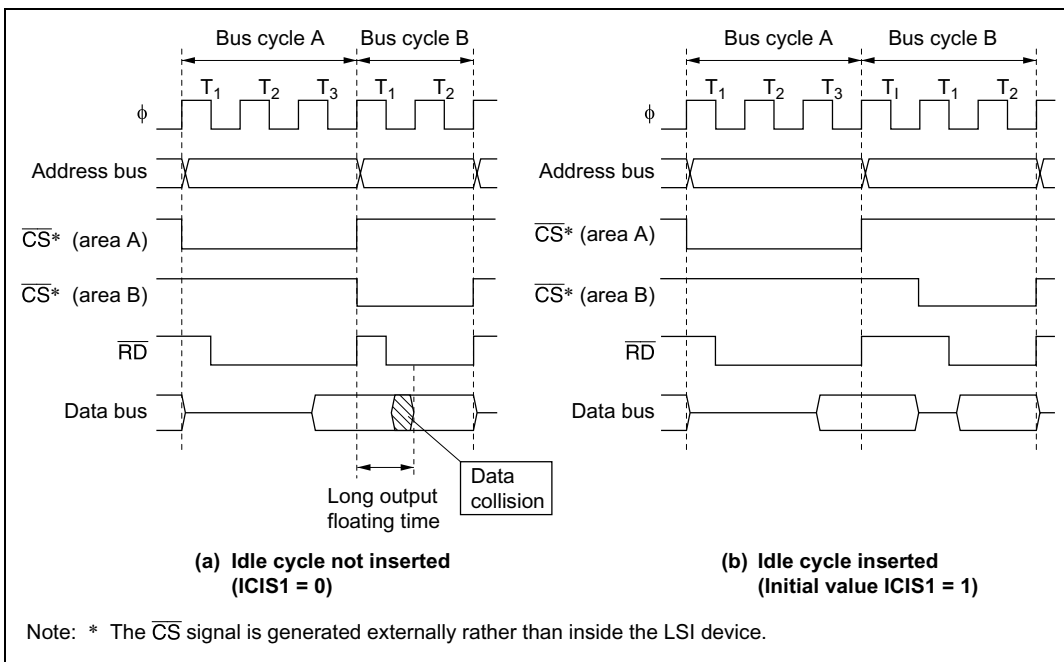 Bus cycle A Bus cycle B
T1 T2 T3 T1 T2
ϕ
Address bus
CS* (area A)
CS* (area B)
RD
Data bus
Long output
floating time
Data
collision
(a) Idle cycle not inserted
(ICIS1 = 0)
Bus cycle A Bus cycle B
T1 T2 T3 TI T1 T2
ϕ
Address bus
CS* (area A)
CS* (area B)
RD
Data bus
(b) Idle cycle inserted
(Initial value ICIS1 = 1)
Note: * The CS signal is generated externally rather than inside the LSI device.